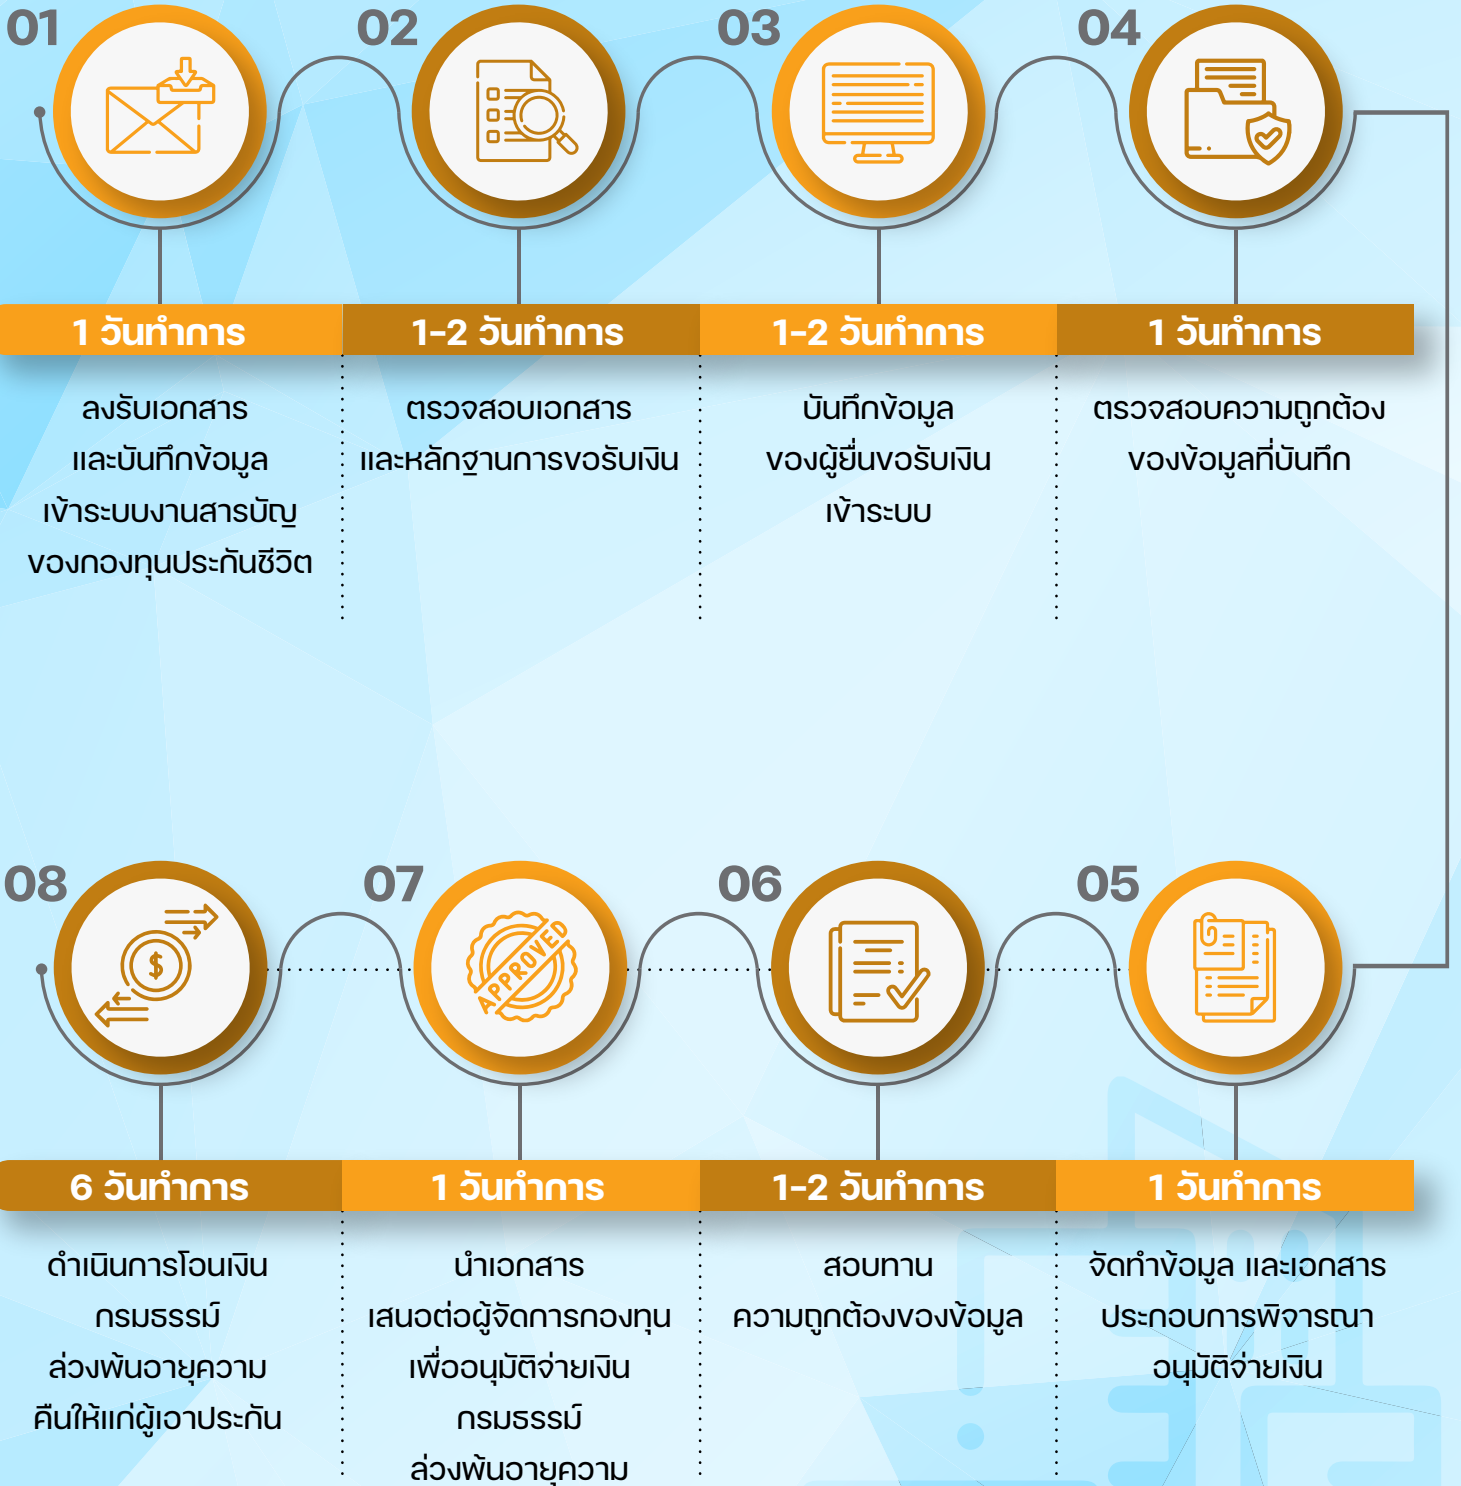 01
1 วันทำการ
ลงรับเอกสาร
และบันทึกข้อมูล
เข้าระบบงานสารบัญ
ของกองทุนประกันชีวิต
02
1-2 วันทำการ
ตรวจสอบเอกสาร
และหลักฐานการขอรับเงิน
03
1-2 วันทำการ
บันทึกข้อมูล
ของผู้ยื่นขอรับเงิน
เข้าระบบ
04
1 วันทำการ
ตรวจสอบความถูกต้อง
ของข้อมูลที่บันทึก
05
1 วันทำการ
จัดทำข้อมูล และเอกสาร
ประกอบการพิจารณา
อนุมัติจ่ายเงิน
06
1-2 วันทำการ
สอบทาน
ความถูกต้องของข้อมูล
07
APPROVED
1 วันทำการ
นำเอกสาร
เสนอต่อผู้จัดการกองทุน
เพื่ออนุมัติจ่ายเงิน
กรมธรรม์
ล่วงพ้นอายุความ
08
$
6 วันทำการ
ดำเนินการโอนเงิน
กรมธรรม์
ล่วงพ้นอายุความ
คืนให้แก่ผู้เอาประกัน